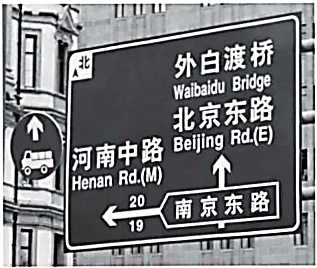 北
外白渡桥
Waibaidu Bridge
北京东路
Beijing Rd.(E)
河南中路
Henan Rd.(M)
20
19
南京东路